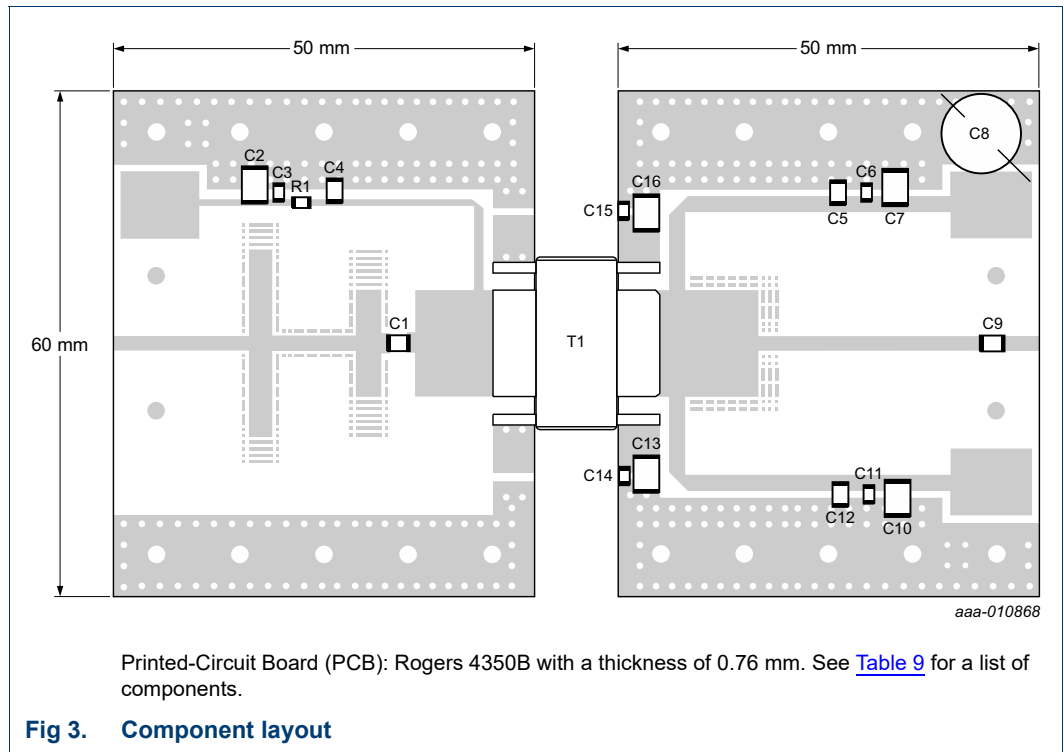 50 mm
50 mm
60 mm
C2
C3
R1
C4
C1
T1
C15
C16
C5
C6
C7
C8
C9
C14
C13
C12
C11
C10
aaa-010868
Printed-Circuit Board (PCB): Rogers 4350B with a thickness of 0.76 mm. See Table 9 for a list of
components.
Fig 3. Component layout